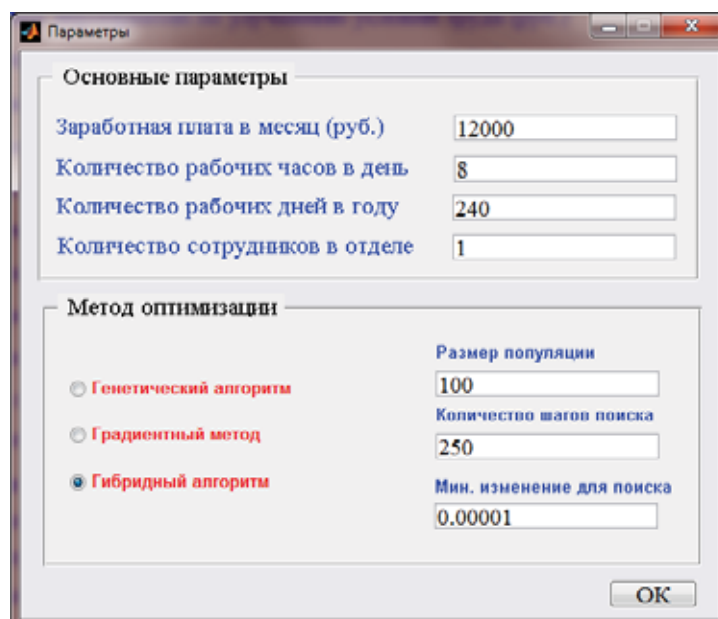 Параметры
Основные параметры
Заработная плата в месяц (руб.) 12000
Количество рабочих часов в день 8
Количество рабочих дней в году 240
Количество сотрудников в отделе 1
Метод оптимизации
Размер популяции
Генетический алгоритм 100
Количество шагов поиска
Градиентный метод 250
Гибридный алгоритм Мин. изменение для поиска
0.00001
OK